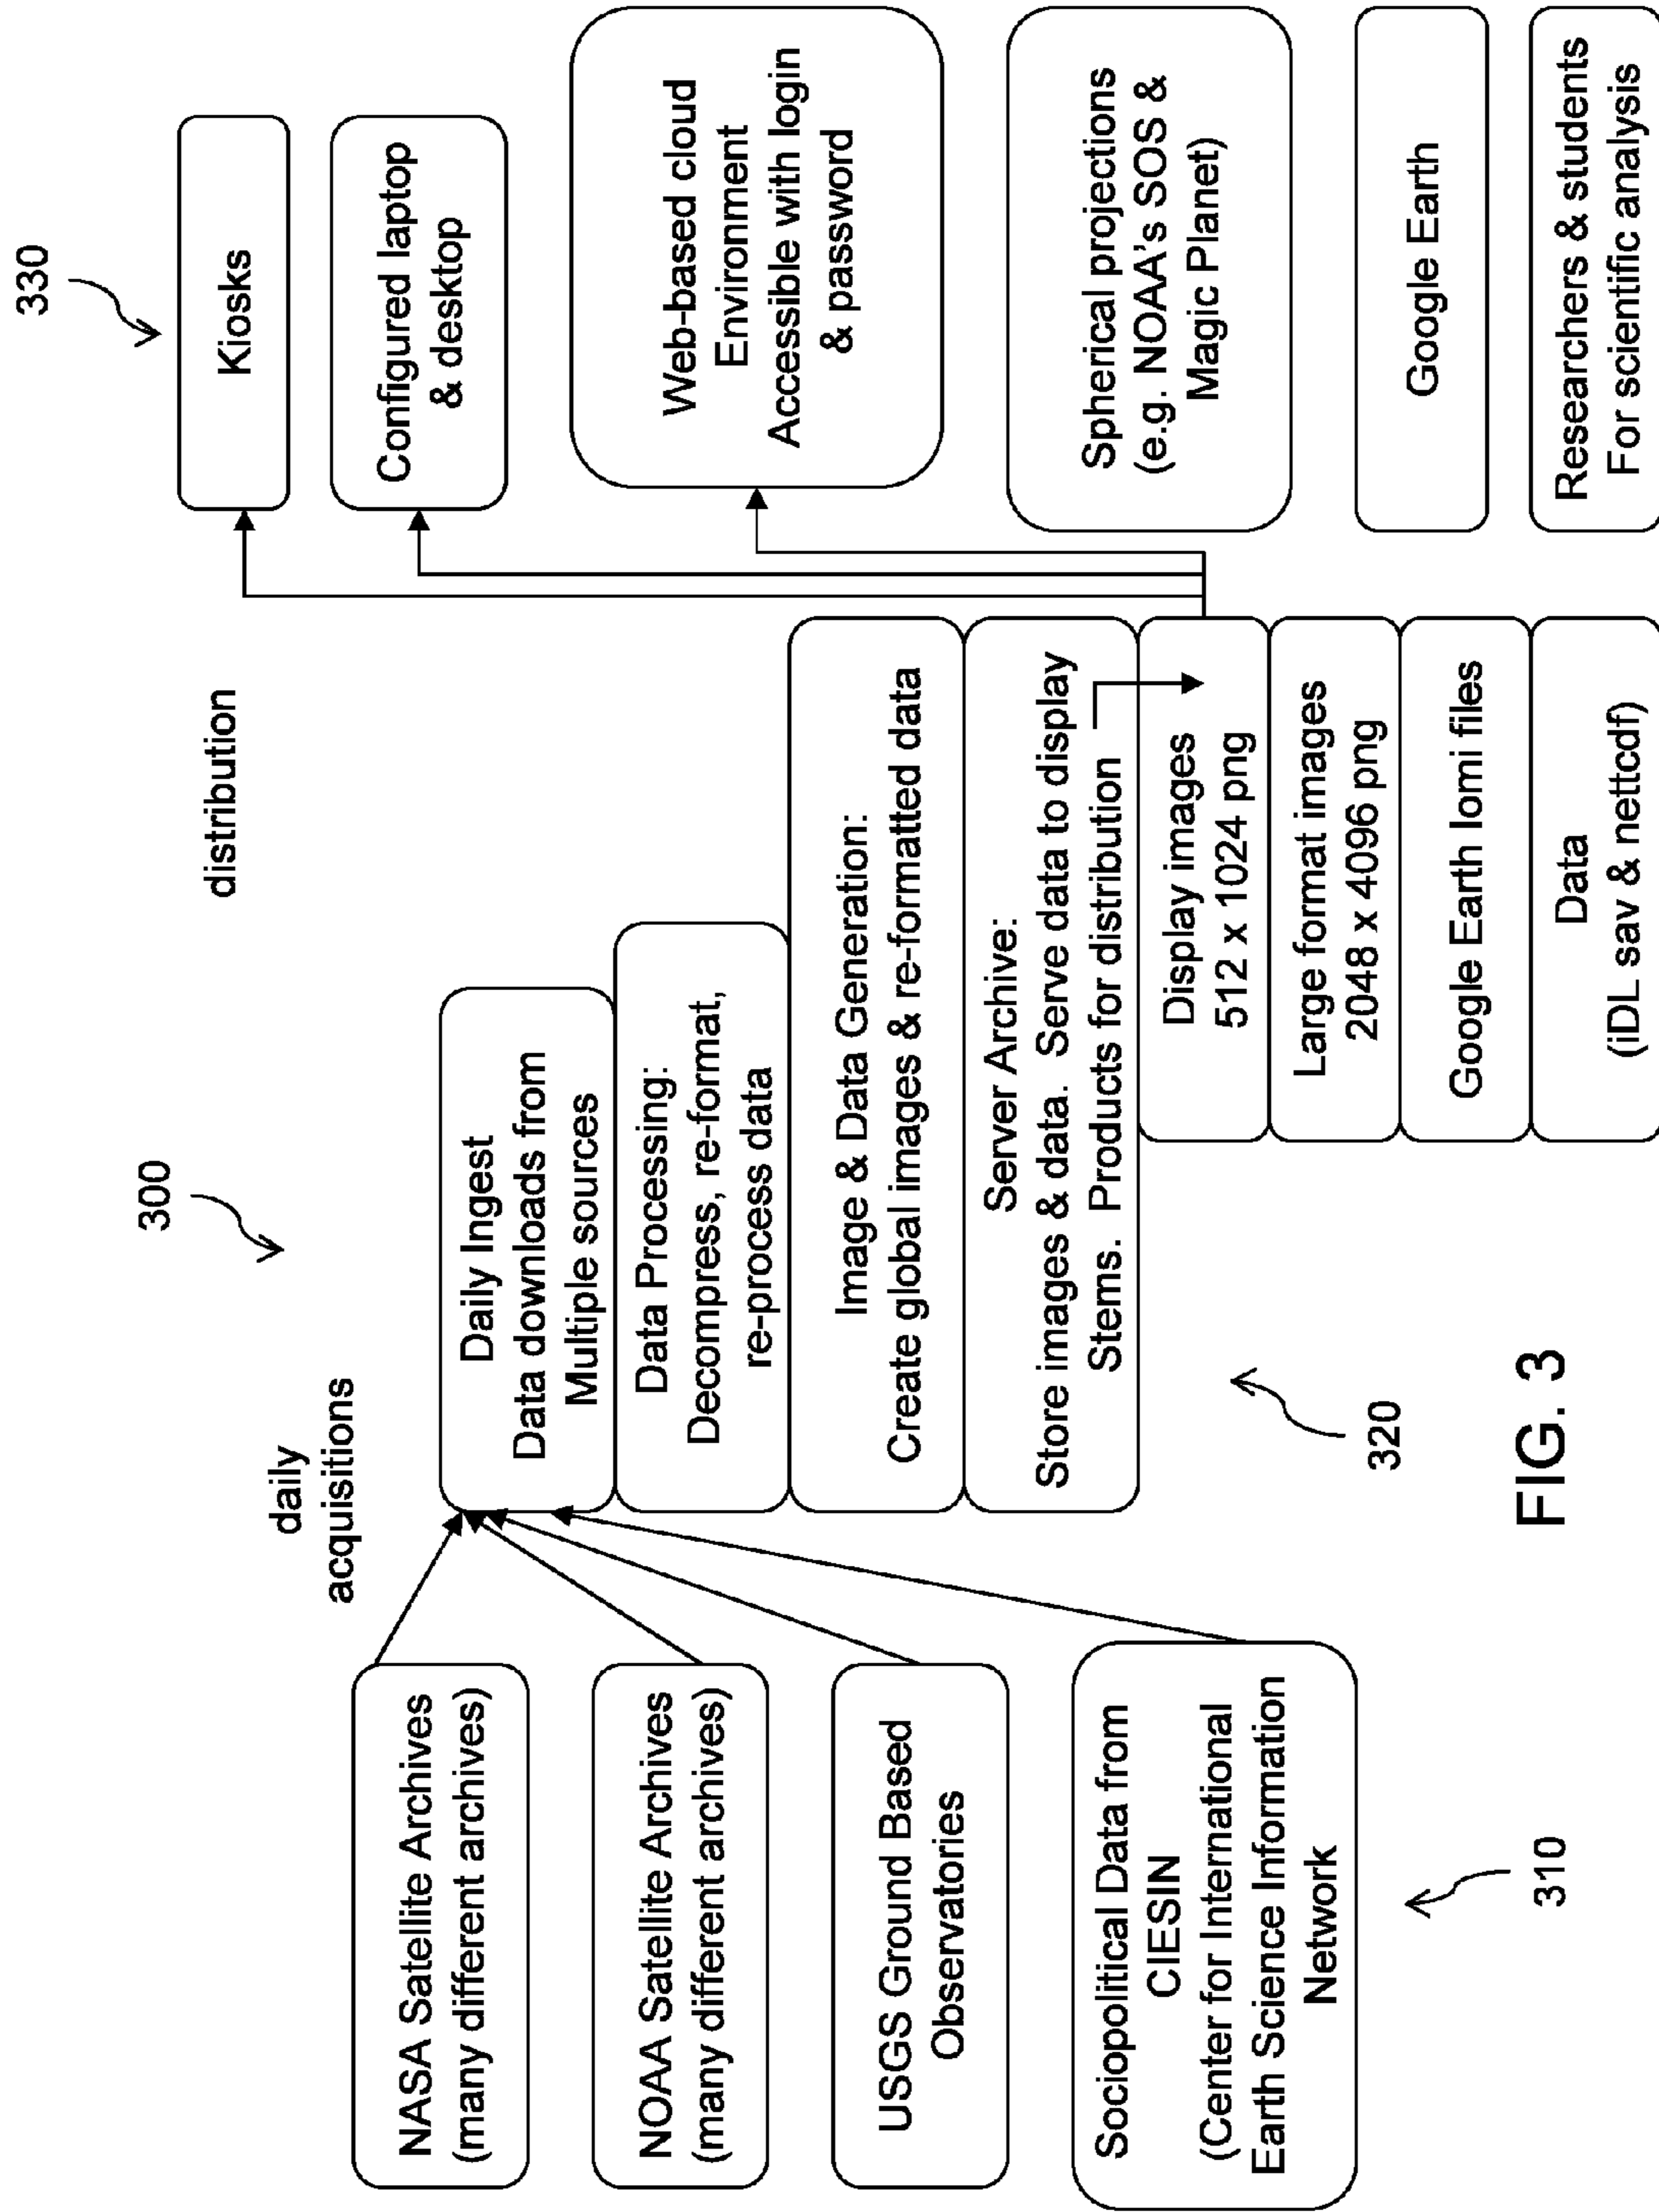 300
330
daily
acquisitions
distribution
NASA Satellite Archives
(many different archives)
NOAA Satellite Archives
(many different archives)
USGS Ground Based
Observatories
Sociopolitical Data from
CIESIN
(Center for International
Earth Science Information
Network
310
Daily Ingest
Data downloads from
Multiple sources
Data Processing:
Decompress, re-format,
re-process data
Image & Data Generation:
Create global images & re-formatted data
Server Archive:
Store images & data. Serve data to display
Stems. Products for distribution
320
Display images
512 x 1024 png
Large format images
2048 x 4096 png
Google Earth Iomi files
Data
(iDL sav & nettcdf)
Kiosks
Configured laptop
& desktop
Web-based cloud
Environment
Accessible with login
& password
Spherical projections
(e.g. NOAA's SOS &
Magic Planet)
Google Earth
Researchers & students
For scientific analysis
FIG. 3